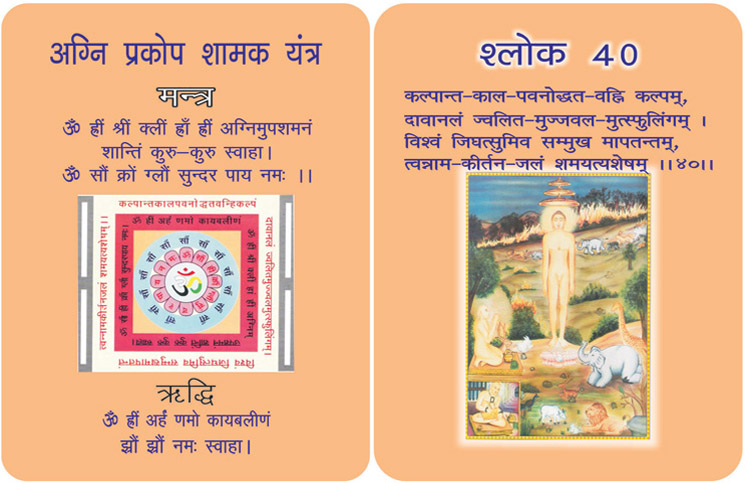 अग्नि प्रकोप शामक यंत्र
मन्त्र
ॐ ह्रीं श्रीं क्लीं ह्राँ ह्रीं अग्निमुपशमनं
शान्तिं कुरु–कुरु स्वाहा।
ॐ सौं क्रों ग्लौं सुन्दर पाय नमः ।।
कल्पान्तकालपवनोद्धतवन्हिकल्पं
ॐ ह्रीं अर्हं णमो कायबलीणं
ऋद्धि
ॐ ह्रीं अर्हं णमो कायबलीणं
झ्रौं झ्रौं नमः स्वाहा।
श्लोक 40
कल्पान्त–काल–पवनोद्धत–वह्नि कल्पम्,
दावानलं ज्वलित–मुज्जवल–मुत्स्फुलिंगम् ।
विश्वं जिघत्सुमिव सम्मुख मापतन्तम्,
त्वन्नाम–कीर्तन–जलं शमयत्यशेषम् ।।४०।।